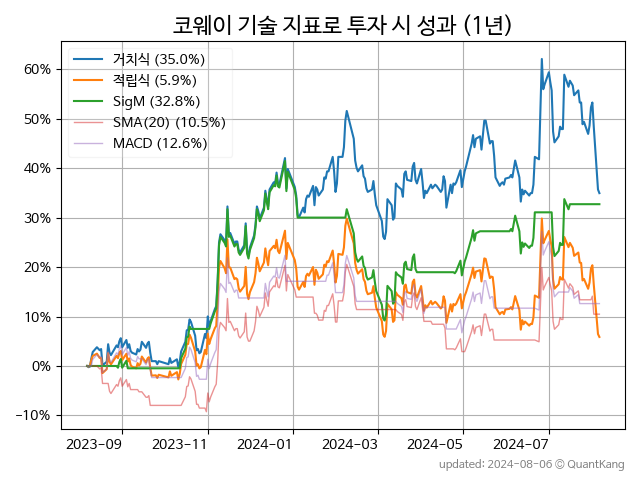 코웨이 기술 지표로 투자 시 성과 (1년)
거치식 (35.0%)
적립식 (5.9%)
SigM (32.8%)
SMA(20) (10.5%)
MACD (12.6%)
60%
50%
40%
30%
20%
10%
0%
−10%
2023-09 2023-11 2024-01 2024-03 2024-05 2024-07
updated: 2024-08-06 © QuantKang